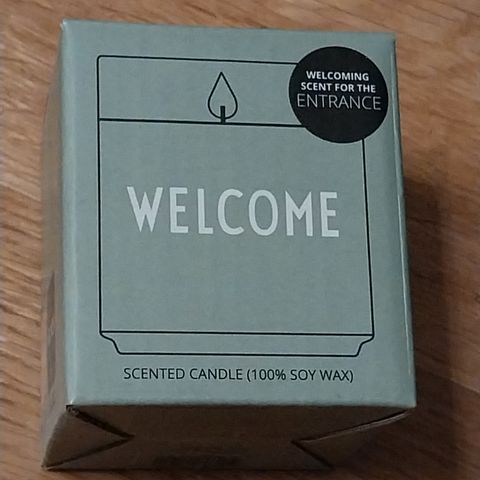 WELCOMING
SCENT FOR THE
ENTRANCE
WELCOME
SCENTED CANDLE (100% SOY WAX)